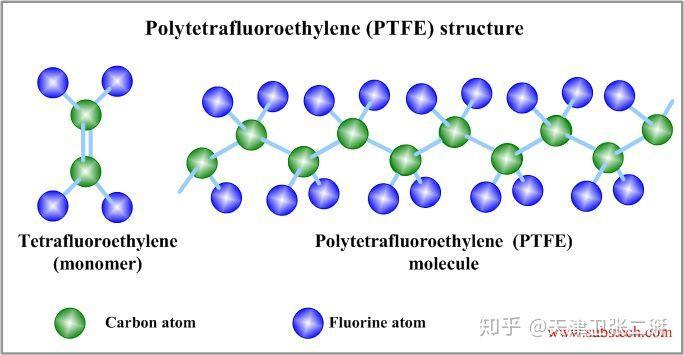 Polytetrafluoroethylene (PTFE) structure
Tetrafluoroethylene
(monomer)
Polytetrafluoroethylene (PTFE)
molecule
Carbon atom
Fluorine atom
知乎 @天津卫张二
www.substech.com